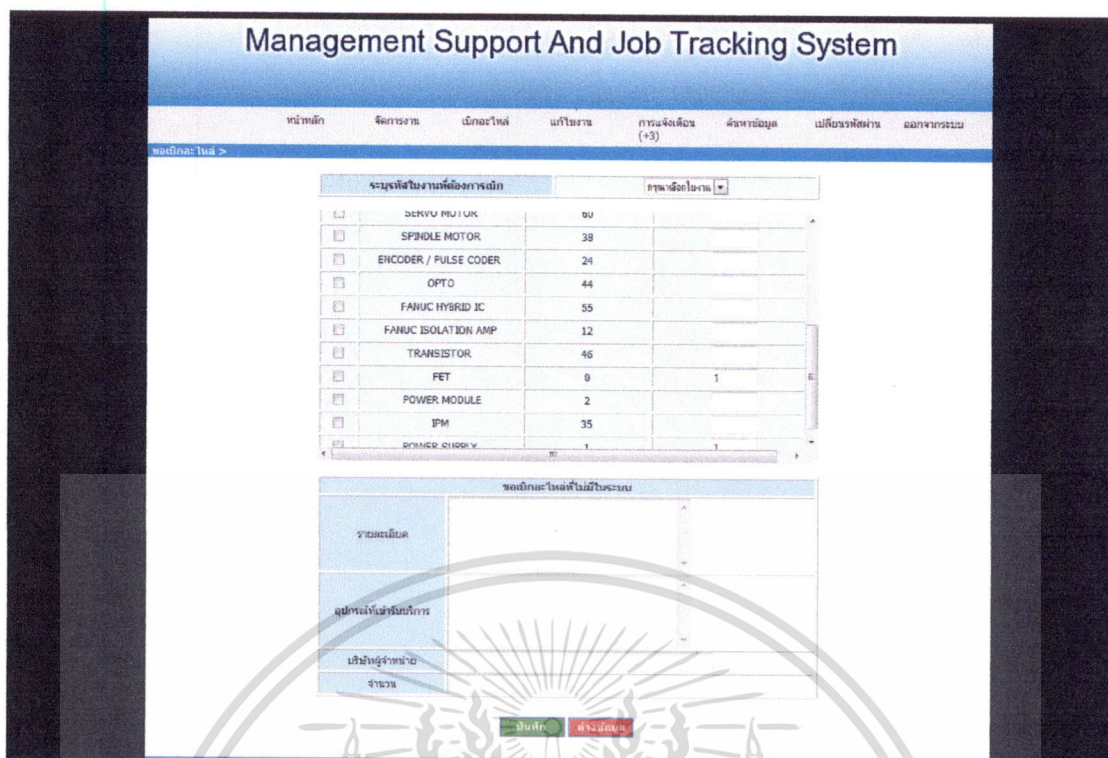 Management Support And Job Tracking System
หน้าหลัก จัดการงาน เบิกอะไหล่ แก้ใบงาน การแจ้งเตือน (+3) ค้นหาข้อมูล เปลี่ยนรหัสผ่าน ออกจากระบบ
ขอเบิกอะไหล่ >
ระบุรหัสใบงานที่ต้องการเบิก กรุณาเลือกใบงาน
SERVO MOTOR 60
SPINDLE MOTOR 38
ENCODER / PULSE CODER 24
OPTO 44
FANUC HYBRID IC 55
FANUC ISOLATION AMP 12
TRANSISTOR 46
FET 0 1
POWER MODULE 2
IPM 35
POWER SUPPLY 1 1
ขอเบิกอะไหล่ที่ไม่มีในระบบ
รายละเอียด
อุปกรณ์ที่เข้ารับบริการ
บริษัทผู้จำหน่าย
จำนวน
บันทึก ล้างข้อมูล